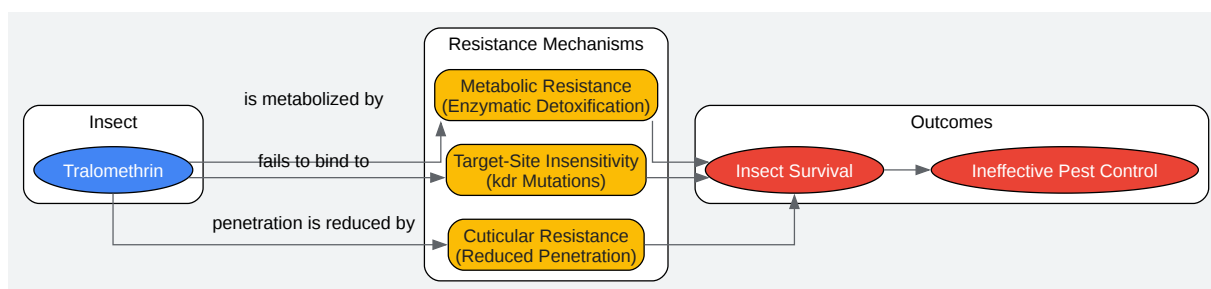 Resistance Mechanisms
Metabolic Resistance
(Enzymatic Detoxification)
is metabolized by
Insect
Outcomes
Tralomethrin
fails to bind to
Target-Site Insensitivity
(kdr Mutations)
Insect Survival
Ineffective Pest Control
penetration is reduced by
Cuticular Resistance
(Reduced Penetration)